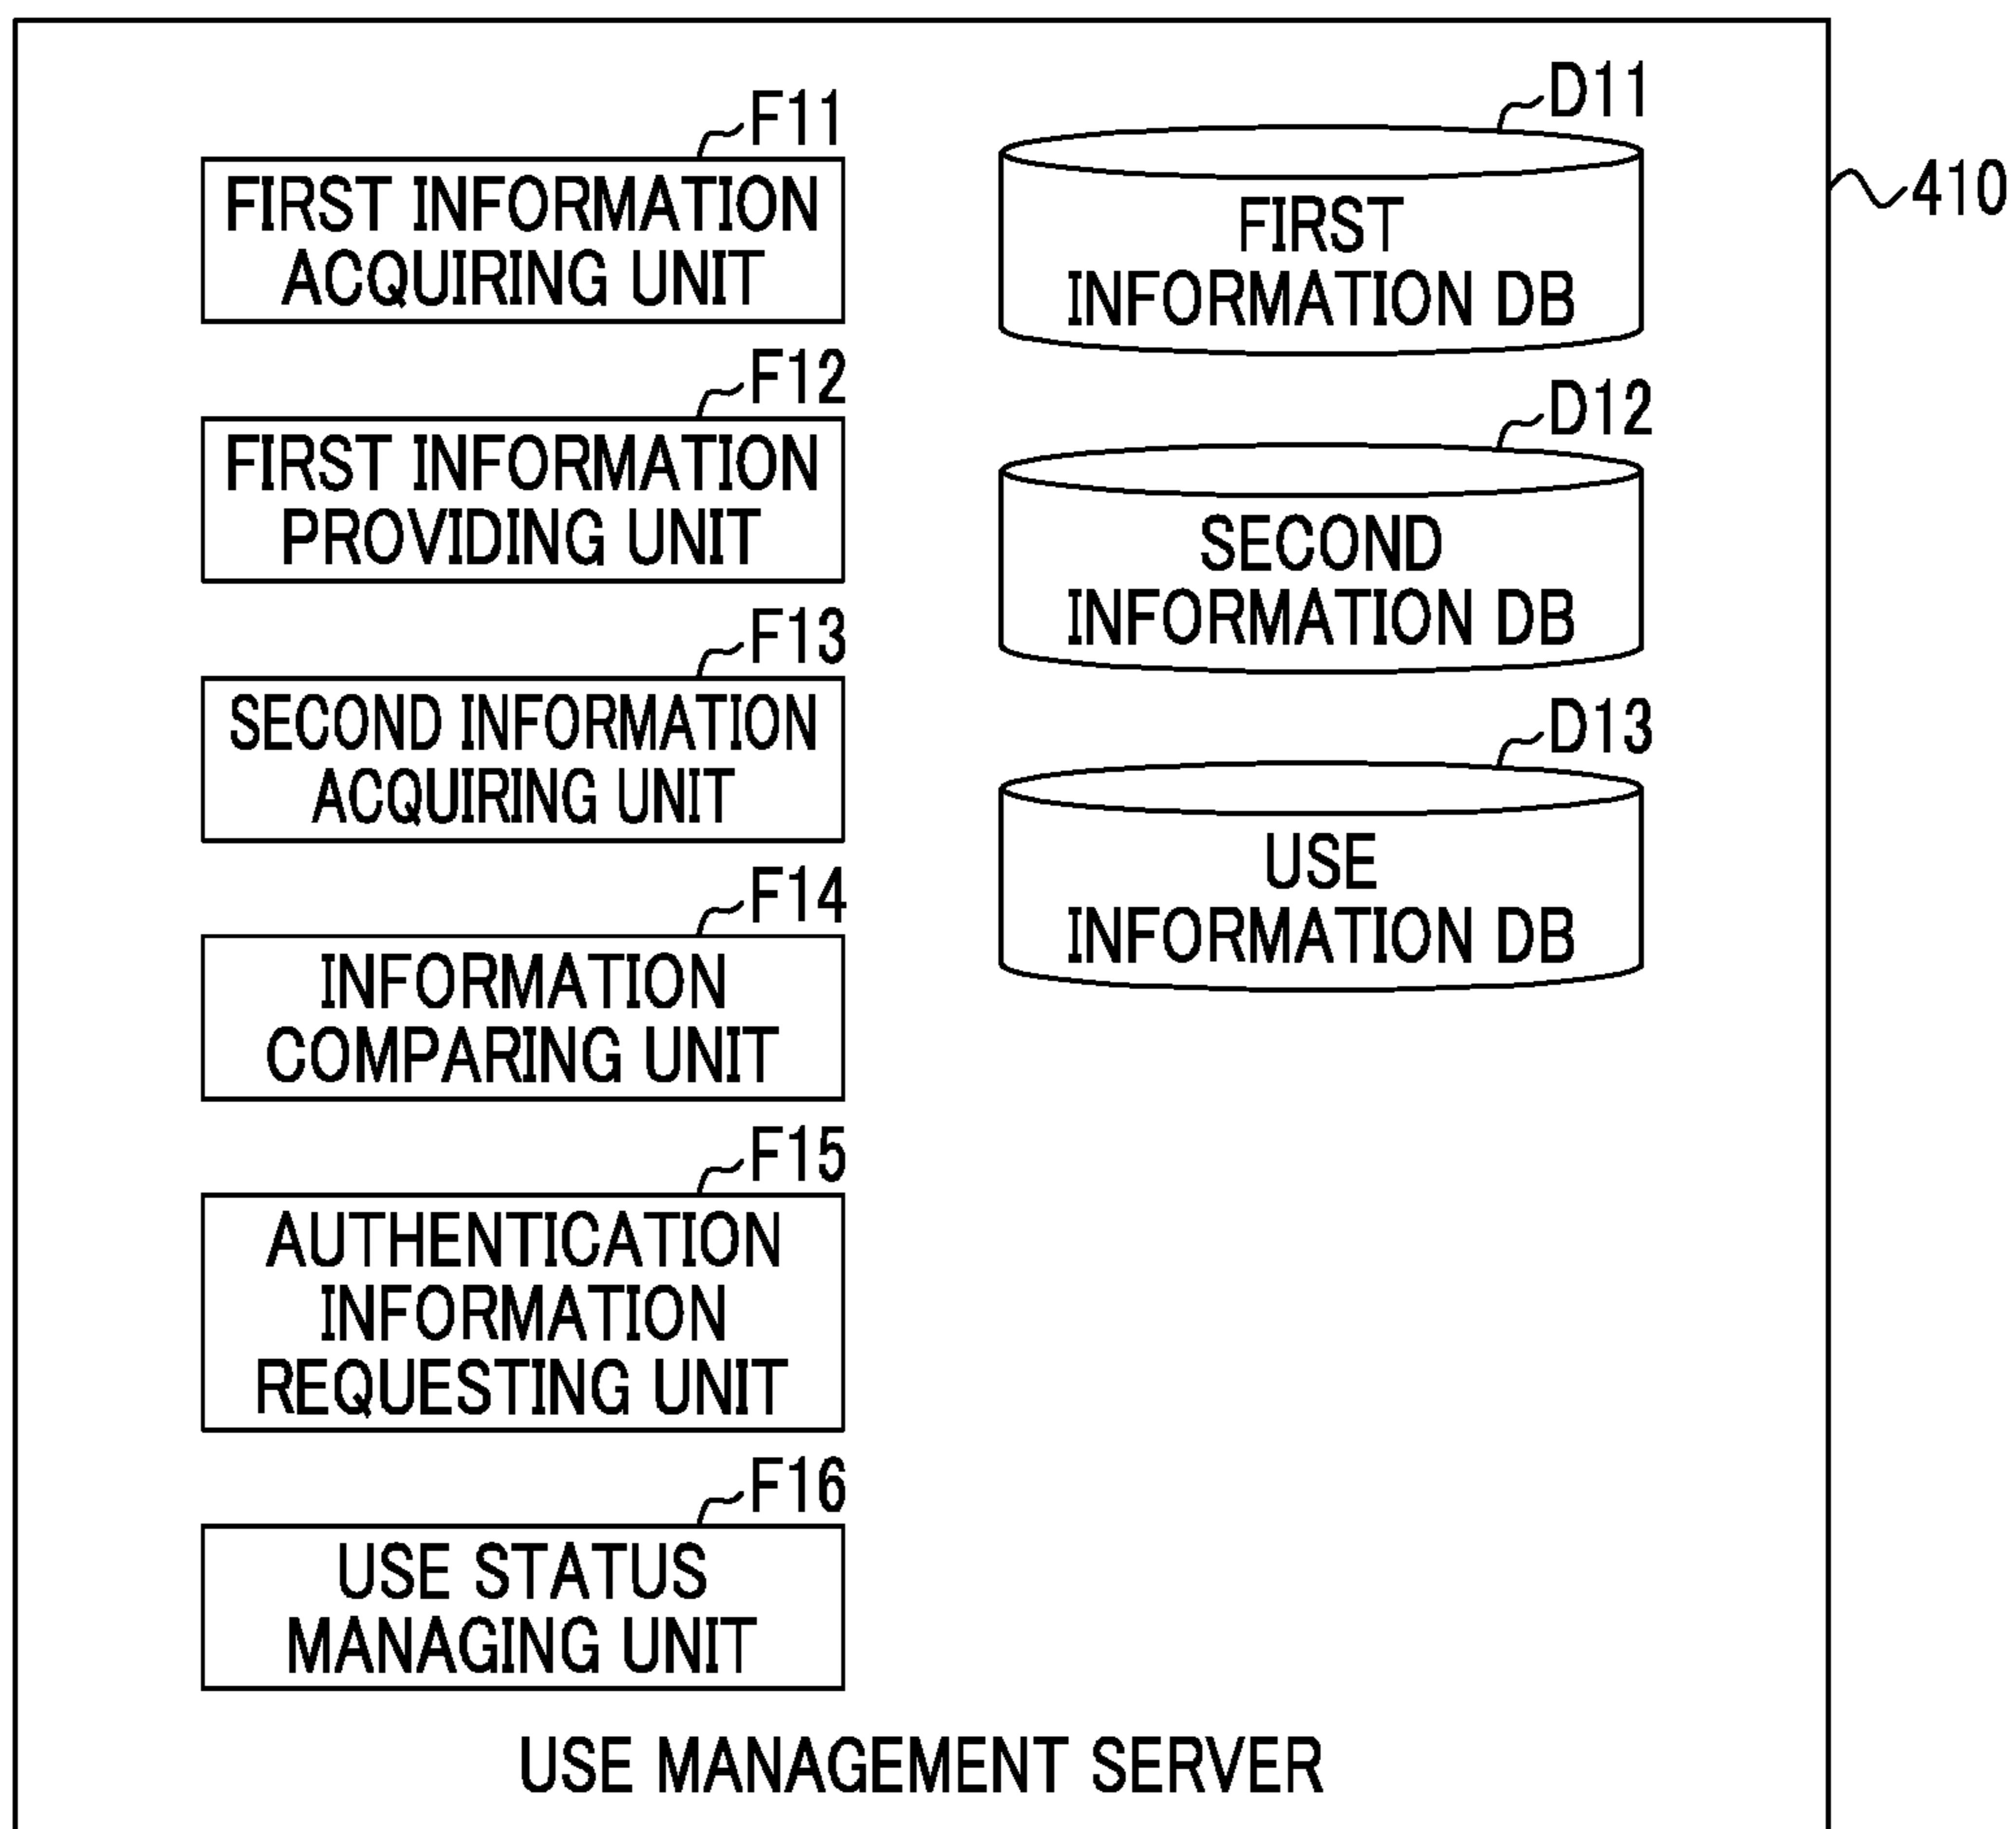 F11
FIRST INFORMATION
ACQUIRING UNIT
F12
FIRST INFORMATION
PROVIDING UNIT
F13
SECOND INFORMATION
ACQUIRING UNIT
F14
INFORMATION
COMPARING UNIT
F15
AUTHENTICATION
INFORMATION
REQUESTING UNIT
F16
USE STATUS
MANAGING UNIT
D11
FIRST
INFORMATION DB
D12
SECOND
INFORMATION DB
D13
USE
INFORMATION DB
410
USE MANAGEMENT SERVER